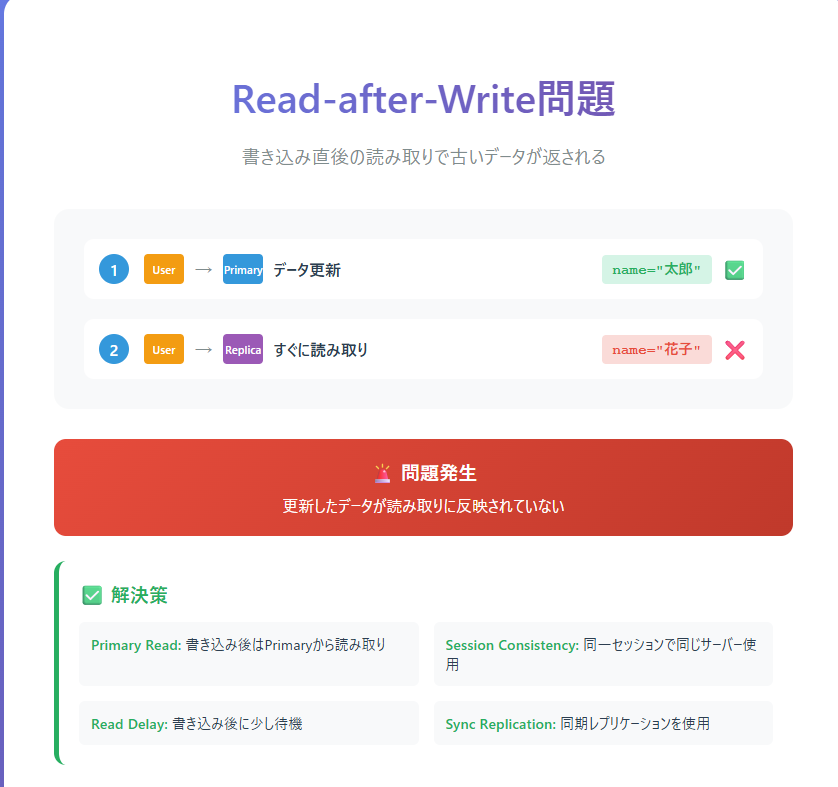 Read-after-Write問題
書き込み直後の読み取りで古いデータが返される
1 User → Primary データ更新 name="太郎" ✅
2 User → Replica すぐに読み取り name="花子" ❌
🚨 問題発生
更新したデータが読み取りに反映されていない
✅ 解決策
Primary Read: 書き込み後はPrimaryから読み取り
Session Consistency: 同一セッションで同じサーバー使
用
Read Delay: 書き込み後に少し待機
Sync Replication: 同期レプリケーションを使用